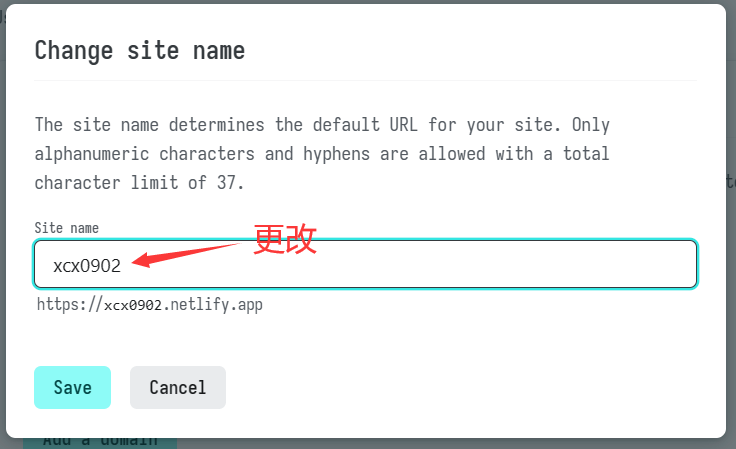 Change site name
The site name determines the default URL for your site. Only
alphanumeric characters and hyphens are allowed with a total
character limit of 37.
Site name
更改
xcx0902
https://xcx0902.netlify.app
Save
Cancel
Add a domain